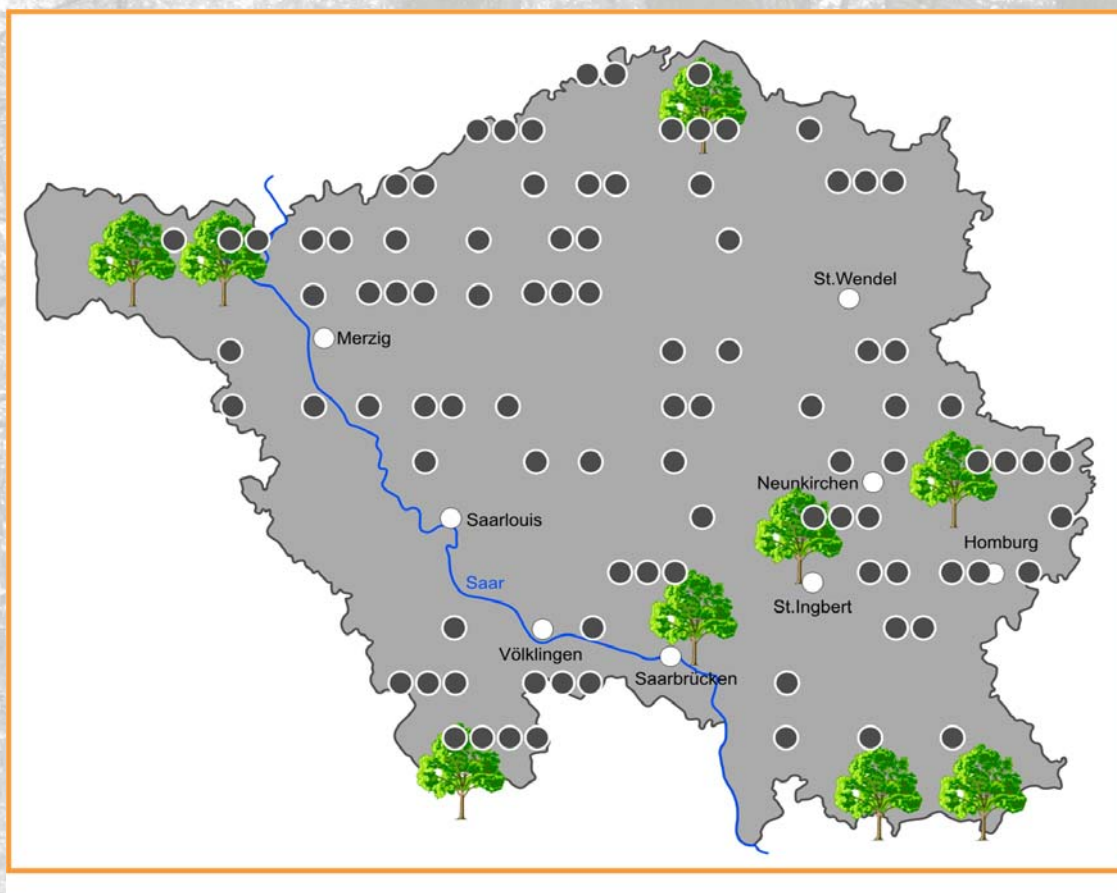 St.Wendel
Merzig
Neunkirchen
Saarlouis
Homburg
Saar
St.Ingbert
Völklingen
Saarbrücken